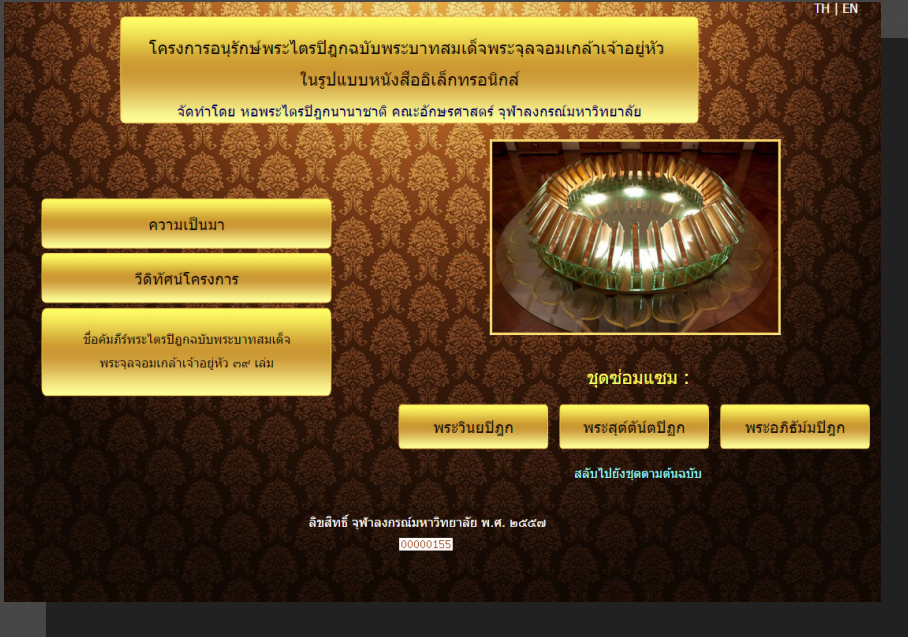 TH | EN
โครงการอนุรักษ์พระไตรปิฎกฉบับพระบาทสมเด็จพระจุลจอมเกล้าเจ้าอยู่หัว
ในรูปแบบหนังสืออิเล็กทรอนิกส์
จัดทำโดย หอพระไตรปิฎกนานาชาติ คณะอักษรศาสตร์ จุฬาลงกรณ์มหาวิทยาลัย
ความเป็นมา
วีดิทัศน์โครงการ
ชื่อคัมภีร์พระไตรปิฎกฉบับพระบาทสมเด็จ
พระจุลจอมเกล้าเจ้าอยู่หัว ๓๙ เล่ม
ชุดซ่อมแซม :
พระวินยปิฎก
พระสุตตันตปิฎก
พระอภิธัมมปิฎก
สลับไปยังชุดตามต้นฉบับ
ลิขสิทธิ์ จุฬาลงกรณ์มหาวิทยาลัย พ.ศ. ๒๕๕๗
00000155